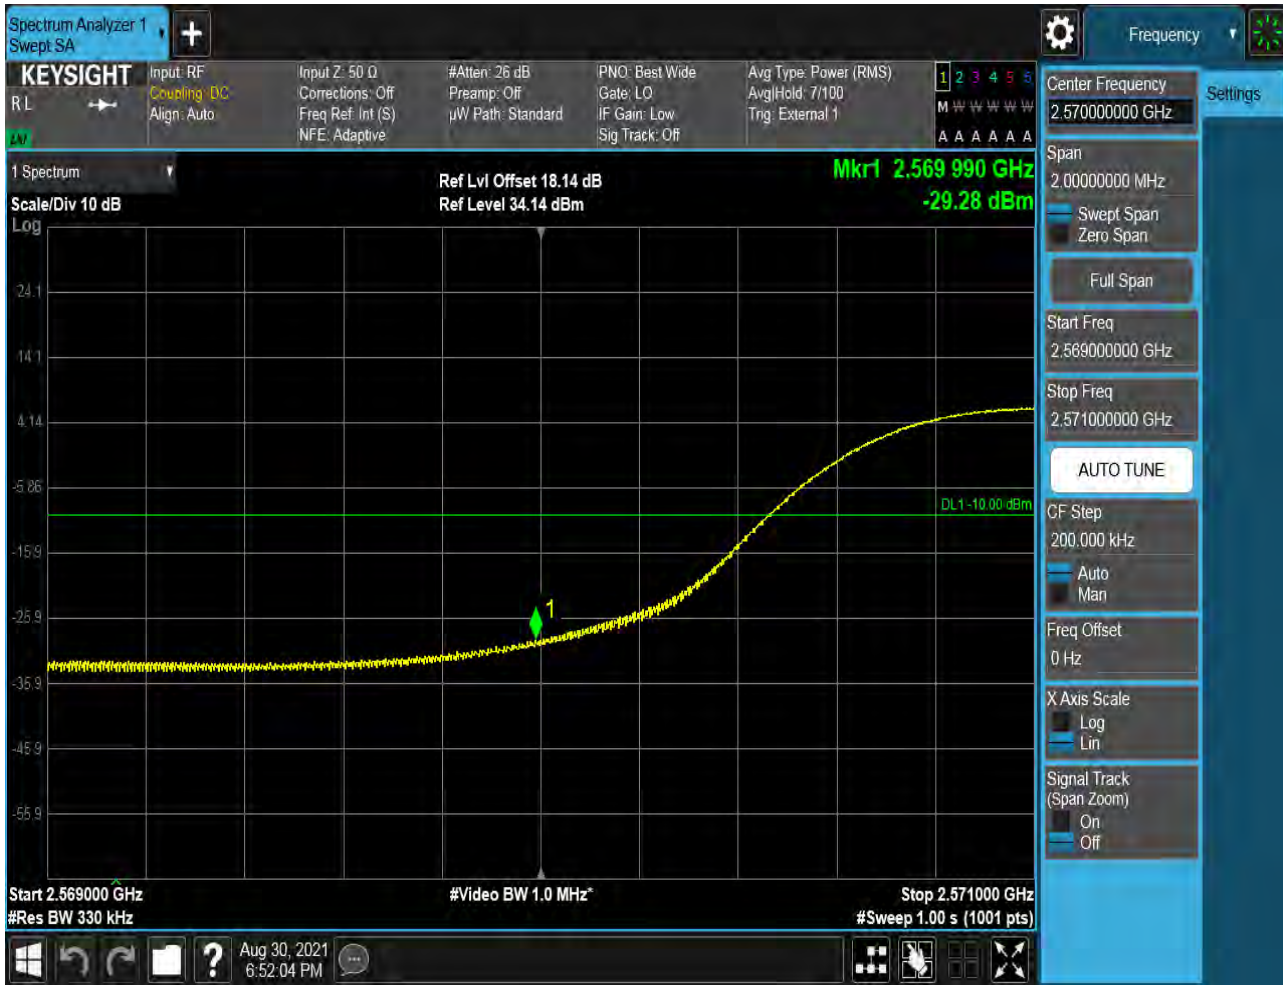 Spectrum Analyzer 1
Swept SA
Frequency
KEYSIGHT
R L
LXI
Input: RF
Coupling: DC
Align: Auto
Input Z: 50 Ω
Corrections: Off
Freq Ref: Int (S)
NFE: Adaptive
#Atten: 26 dB
Preamp: Off
µW Path: Standard
PNO: Best Wide
Gate: LO
IF Gain: Low
Sig Track: Off
Avg Type: Power (RMS)
Avg|Hold: 7/100
Trig: External 1
1 2 3 4 5 6
M W W W W W
A A A A A A
1 Spectrum
Scale/Div 10 dB
Log
Ref Lvl Offset 18.14 dB
Ref Level 34.14 dBm
Mkr1 2.569 990 GHz
-29.28 dBm
24.1
14.1
4.14
-5.86
-15.9
-25.9
-35.9
-45.9
-55.9
DL1 -10.00 dBm
1
Start 2.569000 GHz
#Res BW 330 kHz
#Video BW 1.0 MHz*
Stop 2.571000 GHz
#Sweep 1.00 s (1001 pts)
Center Frequency
2.570000000 GHz
Settings
Span
2.00000000 MHz
Swept Span
Zero Span
Full Span
Start Freq
2.569000000 GHz
Stop Freq
2.571000000 GHz
AUTO TUNE
CF Step
200.000 kHz
Auto
Man
Freq Offset
0 Hz
X Axis Scale
Log
Lin
Signal Track
(Span Zoom)
On
Off
Aug 30, 2021
6:52:04 PM